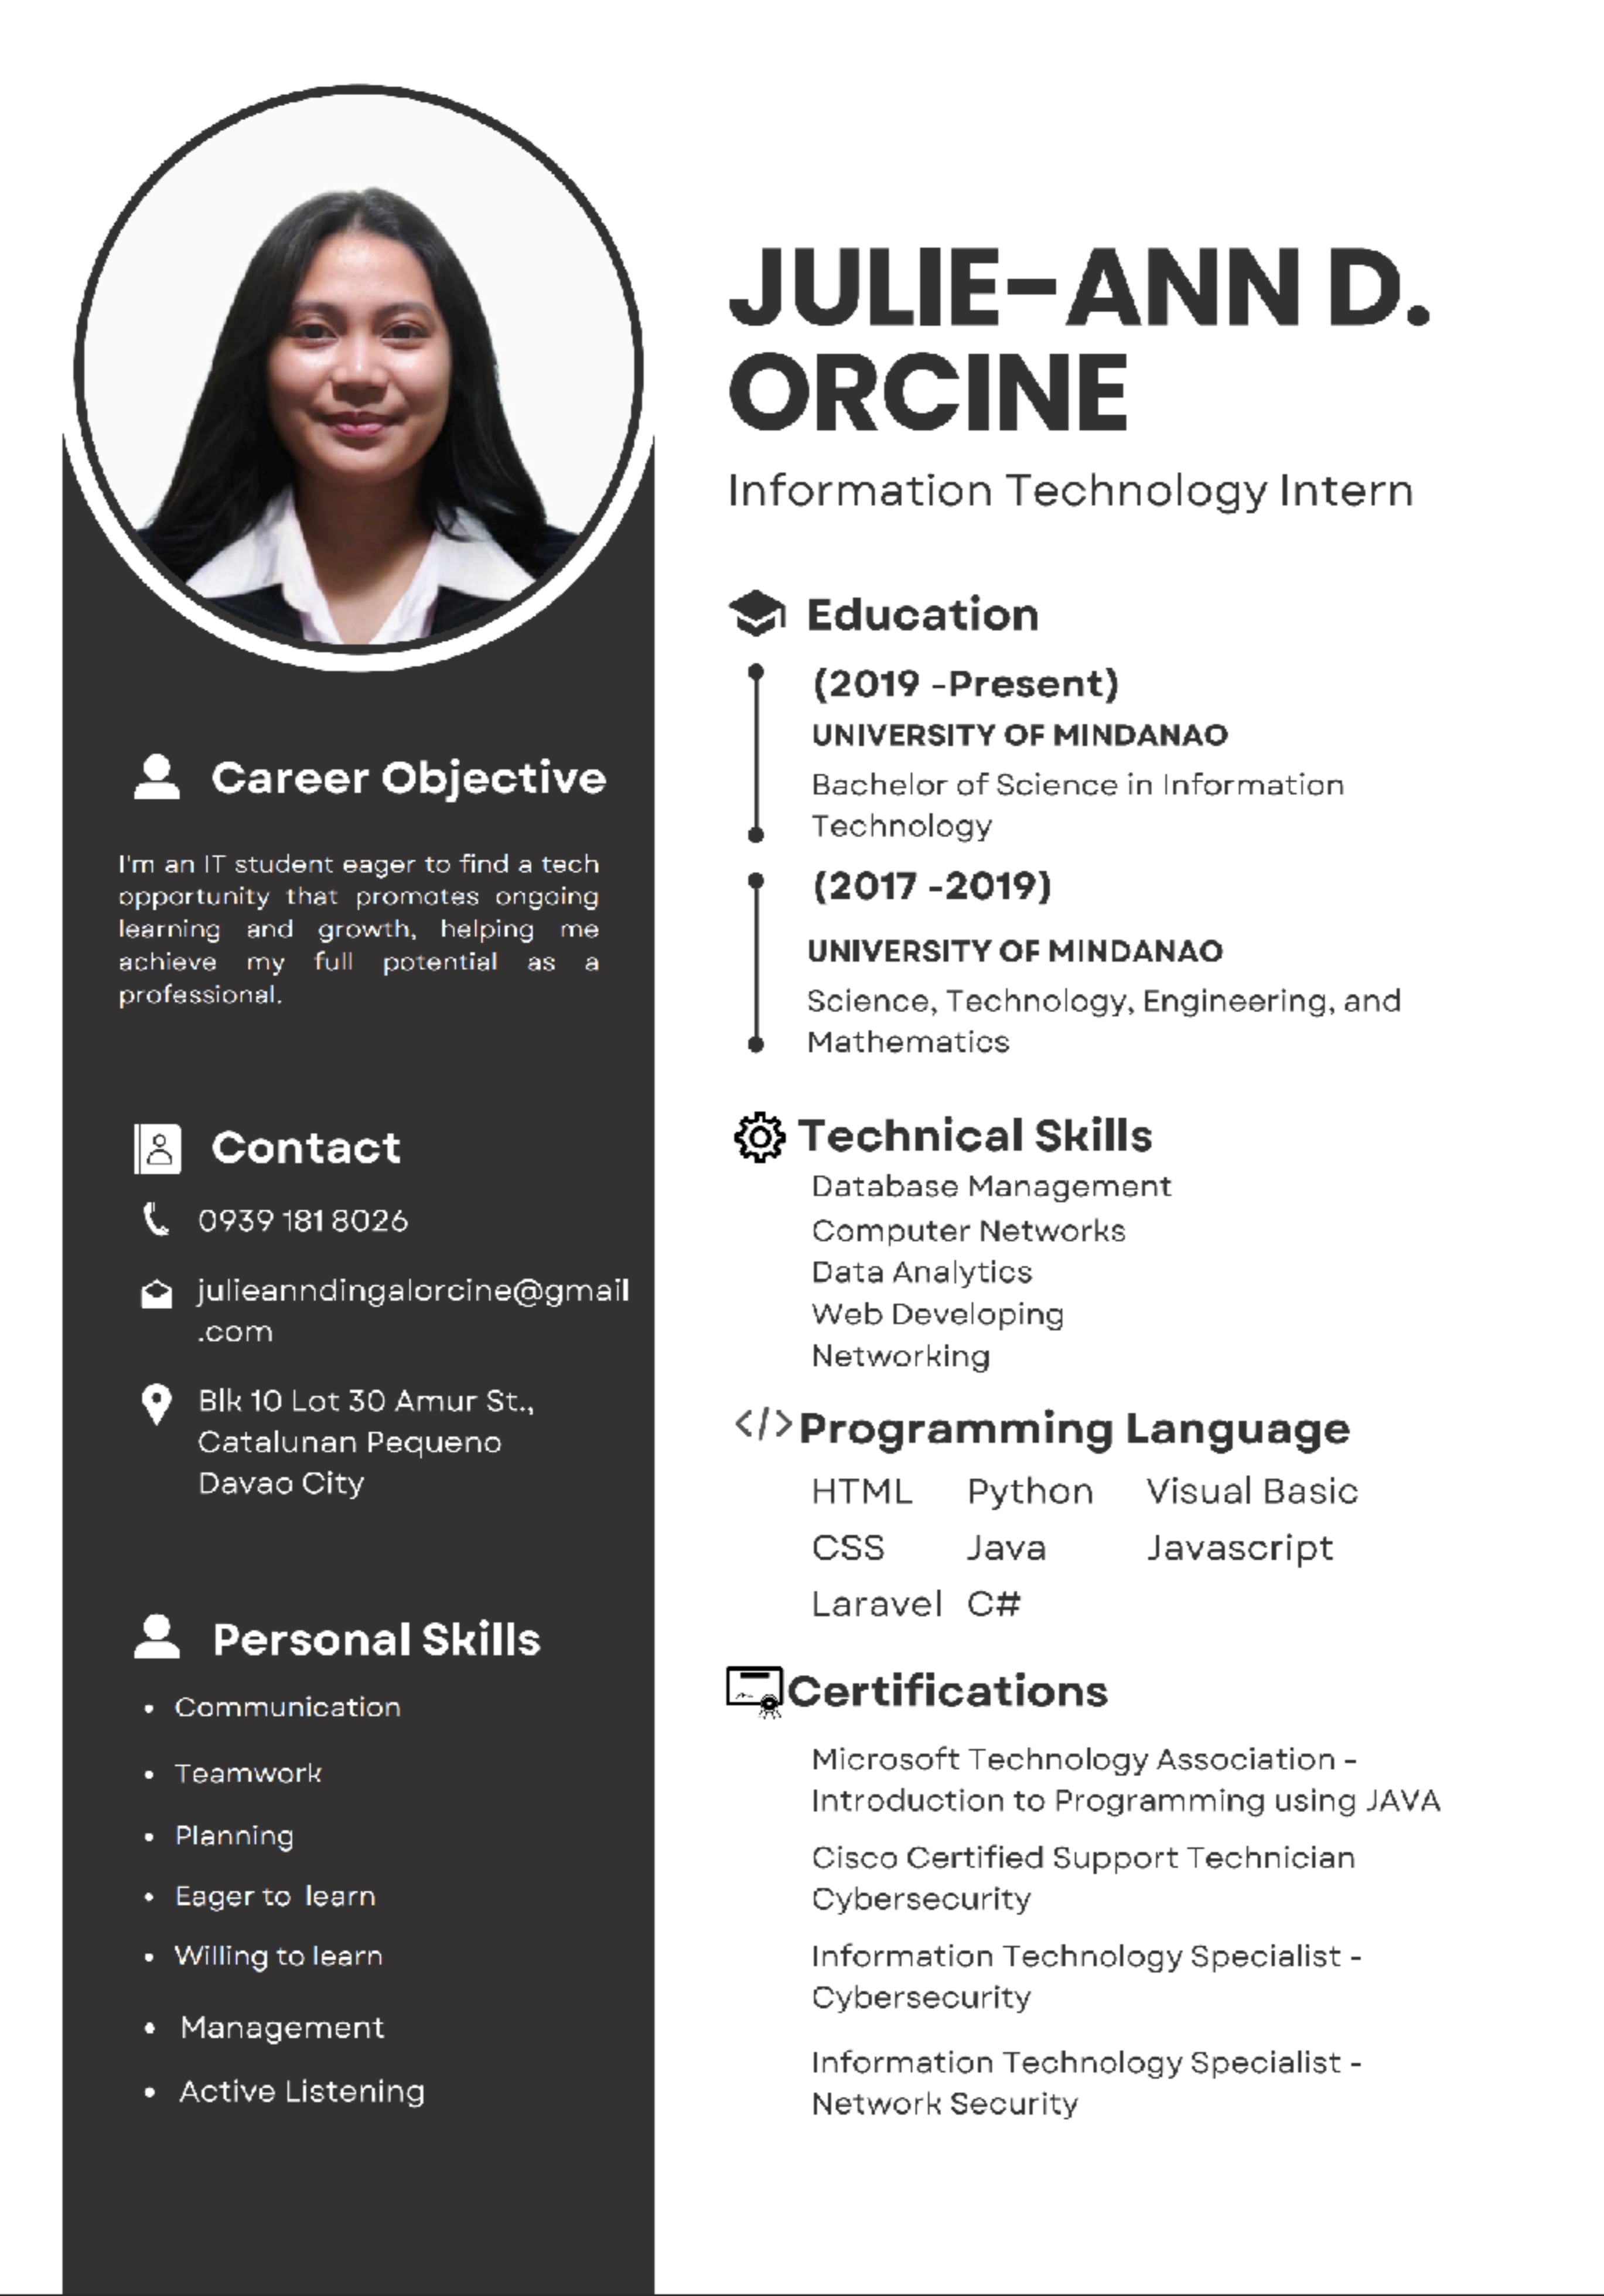 JULIE-ANN D.
ORCINE
Information Technology Intern
Career Objective
I'm an IT student eager to find a tech
opportunity that promotes ongoing
learning and growth, helping me
achieve my full potential as a
professional.
Contact
0939 181 8026
julieanndingalorcine@gmail
.com
Blk 10 Lot 30 Amur St.,
Catalunan Pequeno
Davao City
Personal Skills
• Communication
• Teamwork
• Planning
• Eager to learn
• Willing to learn
• Management
• Active Listening
Education
(2019 -Present)
UNIVERSITY OF MINDANAO
Bachelor of Science in Information
Technology
(2017 -2019)
UNIVERSITY OF MINDANAO
Science, Technology, Engineering, and
Mathematics
Technical Skills
Database Management
Computer Networks
Data Analytics
Web Developing
Networking
</> Programming Language
HTML Python Visual Basic
CSS Java Javascript
Laravel C#
Certifications
Microsoft Technology Association -
Introduction to Programming using JAVA
Cisco Certified Support Technician
Cybersecurity
Information Technology Specialist -
Cybersecurity
Information Technology Specialist -
Network Security